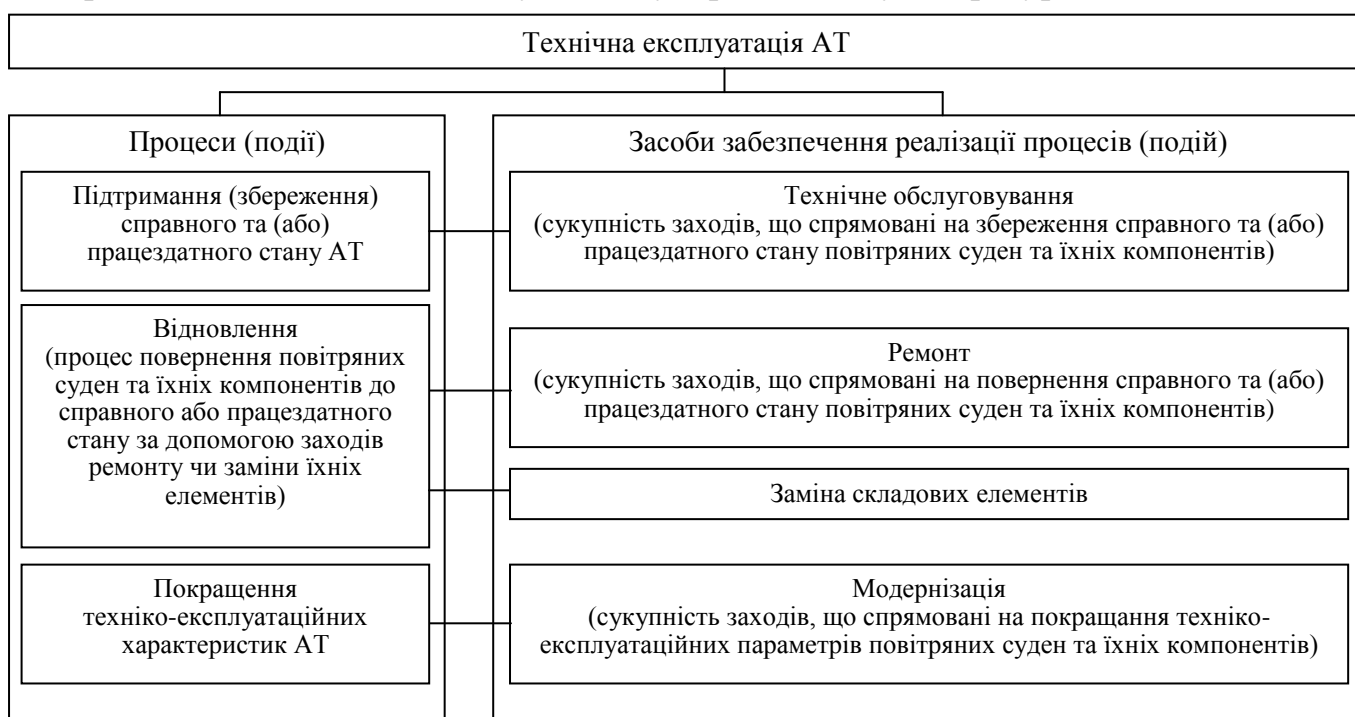 Технічна експлуатація АТ
Процеси (події)
Підтримання (збереження)
справного та (або)
працездатного стану АТ
Відновлення
(процес повернення повітряних
суден та їхніх компонентів до
справного або працездатного
стану за допомогою заходів
ремонту чи заміни їхніх
елементів)
Покращення
техніко-експлуатаційних
характеристик АТ
Засоби забезпечення реалізації процесів (подій)
Технічне обслуговування
(сукупність заходів, що спрямовані на збереження справного та (або)
працездатного стану повітряних суден та їхніх компонентів)
Ремонт
(сукупність заходів, що спрямовані на повернення справного та (або)
працездатного стану повітряних суден та їхніх компонентів)
Заміна складових елементів
Модернізація
(сукупність заходів, що спрямовані на покращання техніко-
експлуатаційних параметрів повітряних суден та їхніх компонентів)